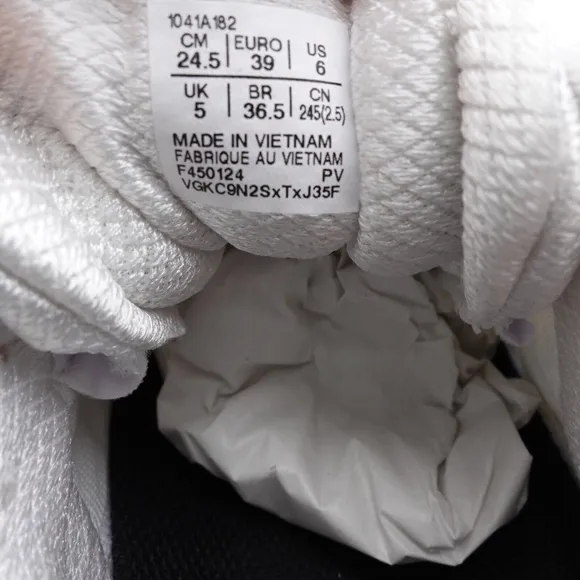 1041A182
CM | EURO | US
24.5 | 39 | 6
UK | BR | CN
5 | 36.5 | 245(2.5)
MADE IN VIETNAM
FABRIQUE AU VIETNAM
F450124 PV
VGKC9N2SxTxJ35F